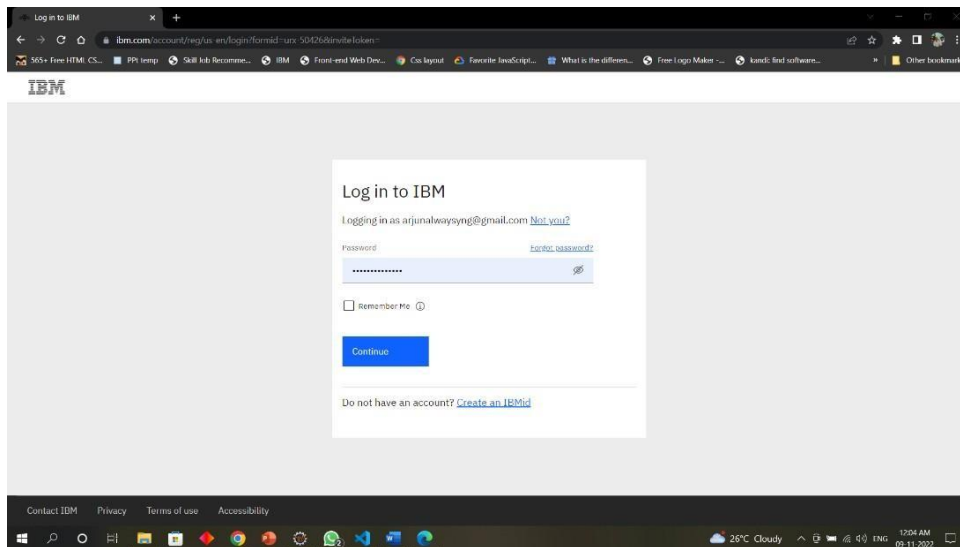 Log in to IBM
ibm.com/account/reg/us-en/login?formid=urx-50426&inviteToken=
565+ Free HTML CS... PPt temp Skill Job Recomme... IBM Front-end Web Dev... Css layout Favorite JavaScript... What is the differen... Free Logo Maker -... kandi: find software... » Other bookmark
IBM
Log in to IBM
Logging in as arjunalwaysyng@gmail.com Not you?
Password Forgot password?
Remember Me
Continue
Do not have an account? Create an IBMid
Contact IBM Privacy Terms of use Accessibility
26°C Cloudy ENG 12:04 AM
09-11-2022